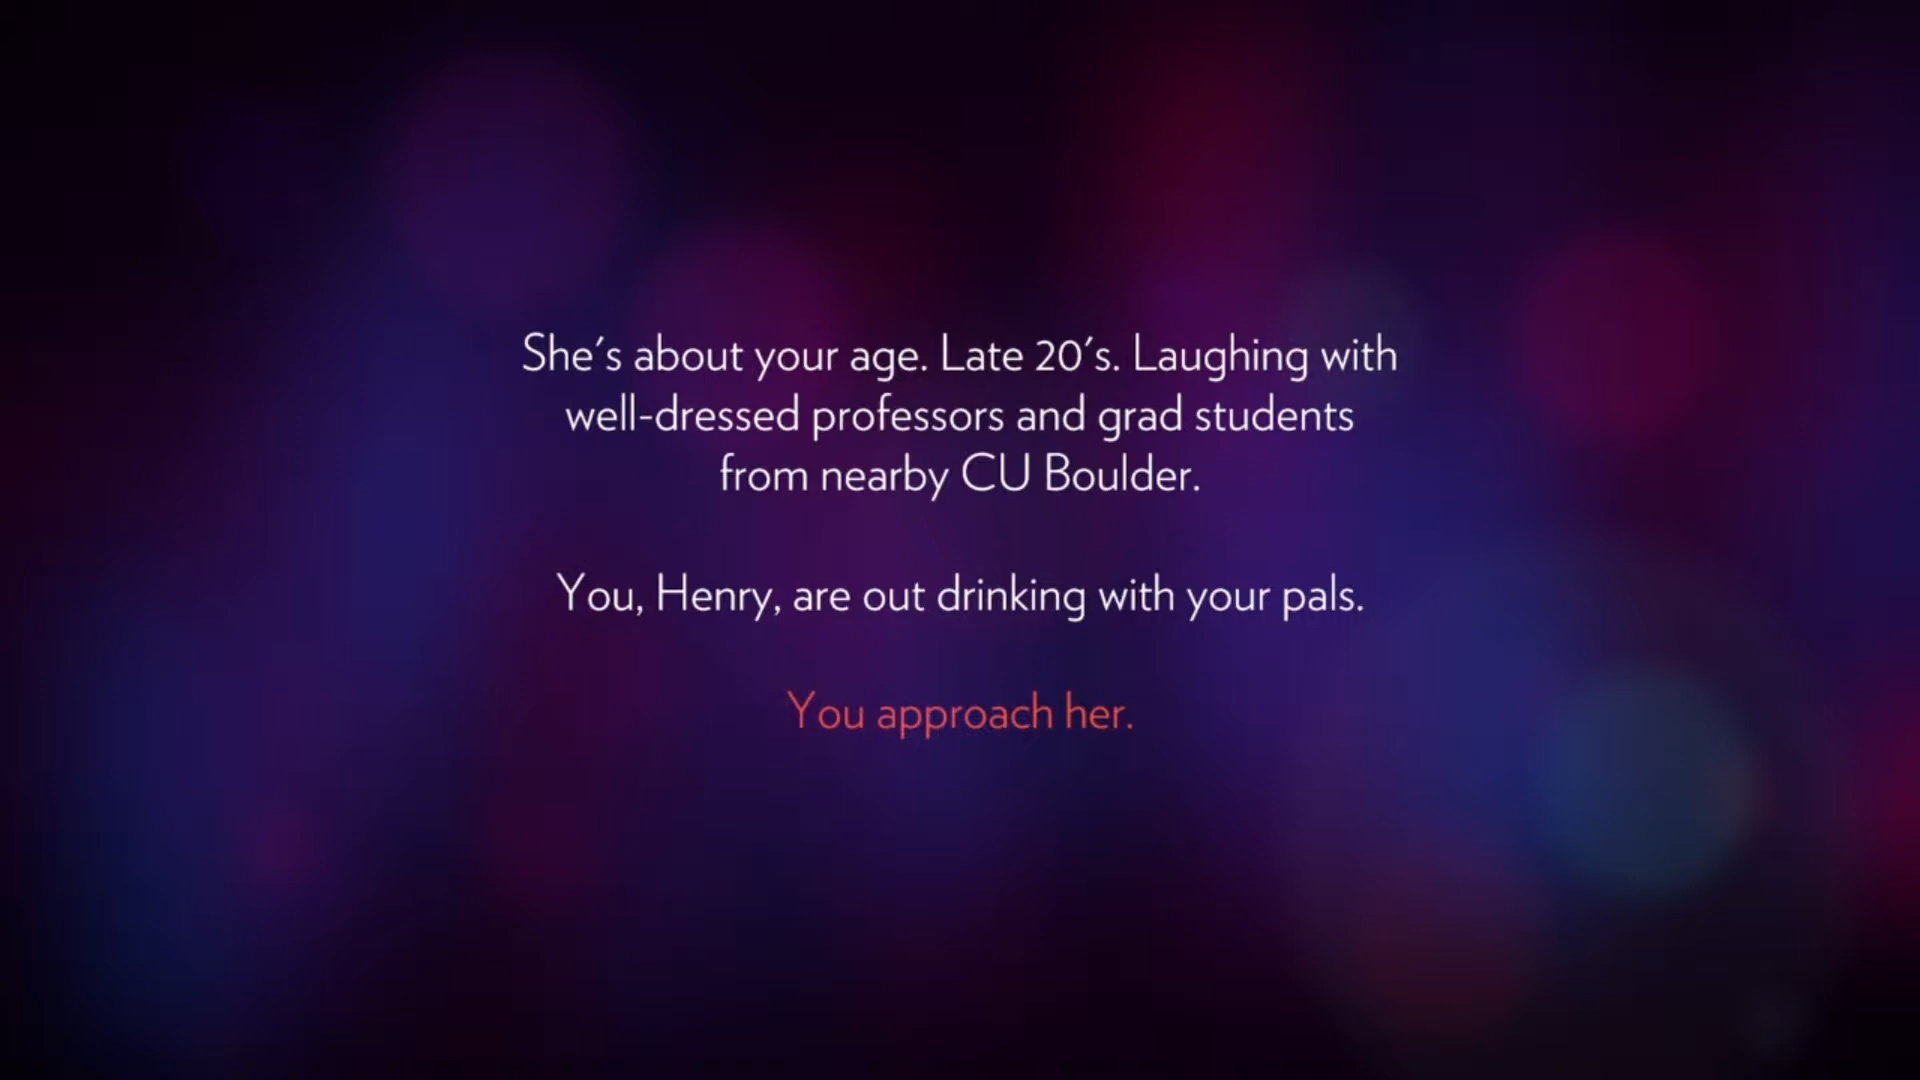 She's about your age. Late 20's. Laughing with
well-dressed professors and grad students
from nearby CU Boulder.
You, Henry, are out drinking with your pals.
You approach her.